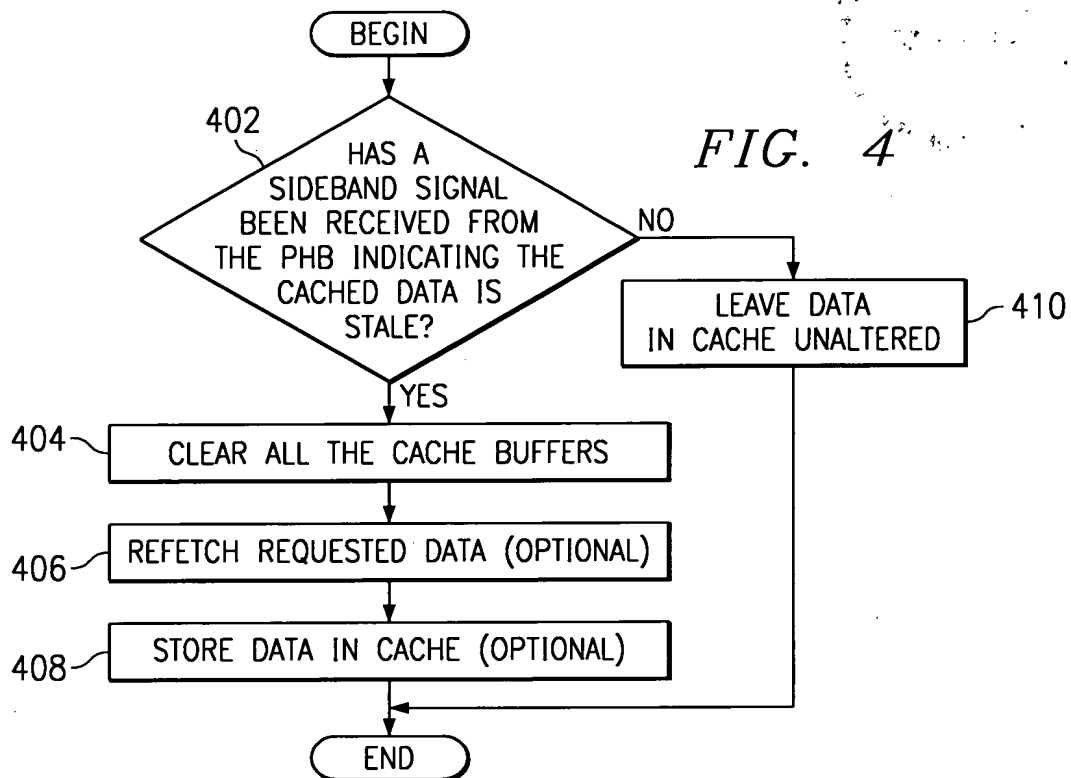 BEGIN
402
HAS A
SIDEBAND SIGNAL
BEEN RECEIVED FROM
THE PHB INDICATING THE
CACHED DATA IS
STALE?
FIG. 4
NO
LEAVE DATA
IN CACHE UNALTERED
410
YES
404
CLEAR ALL THE CACHE BUFFERS
406
REFETCH REQUESTED DATA (OPTIONAL)
408
STORE DATA IN CACHE (OPTIONAL)
END